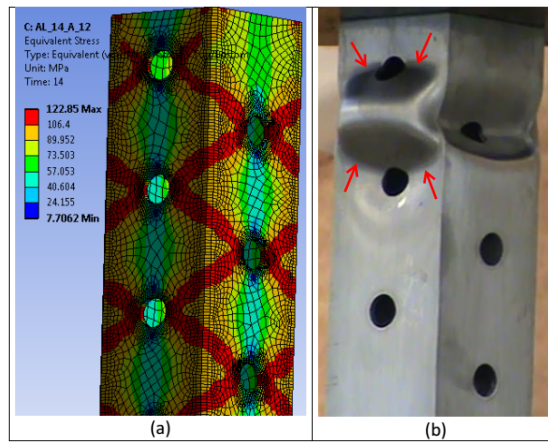 C: AL_14_A_12
Equivalent Stress
Type: Equivalent
Unit: MPa
Time: 14
122.85 Max
106.4
89.952
73.503
57.053
40.604
24.155
7.7062 Min
(a)
(b)